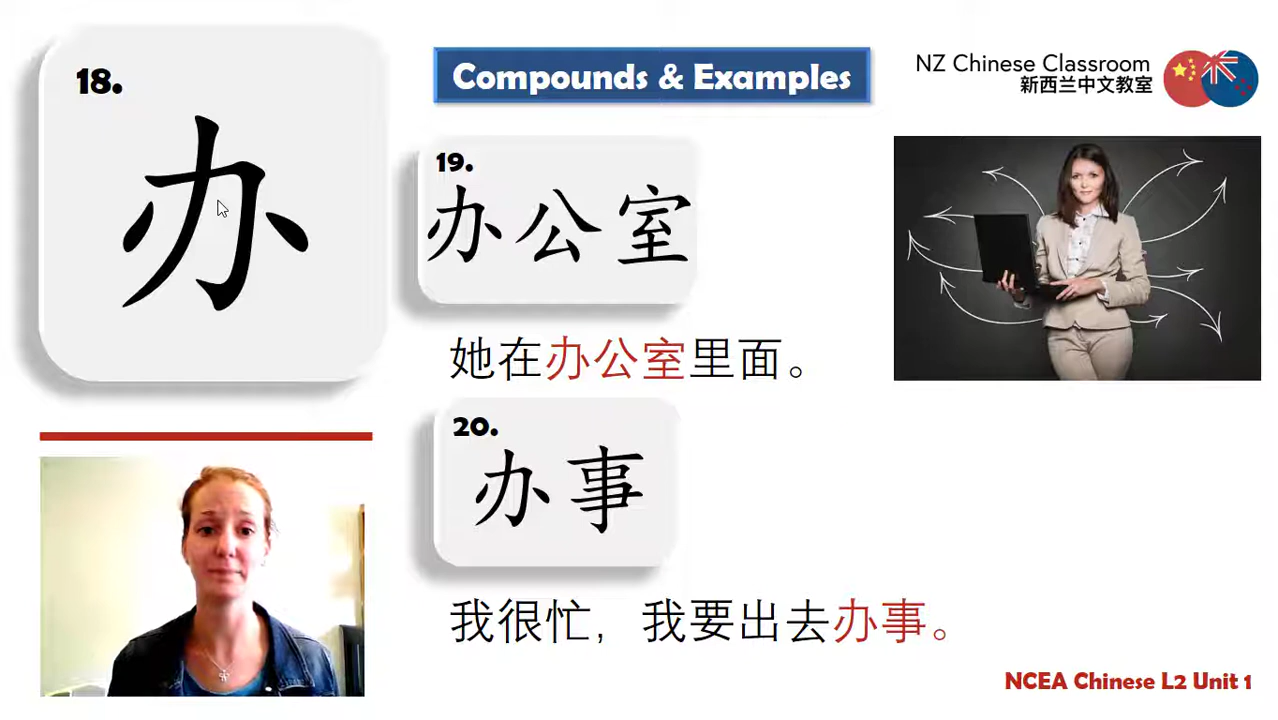 18.
办
Compounds & Examples
NZ Chinese Classroom
新西兰中文教室
19.
办公室
她在办公室里面。
20.
办事
我很忙，我要出去办事。
NCEA Chinese L2 Unit 1